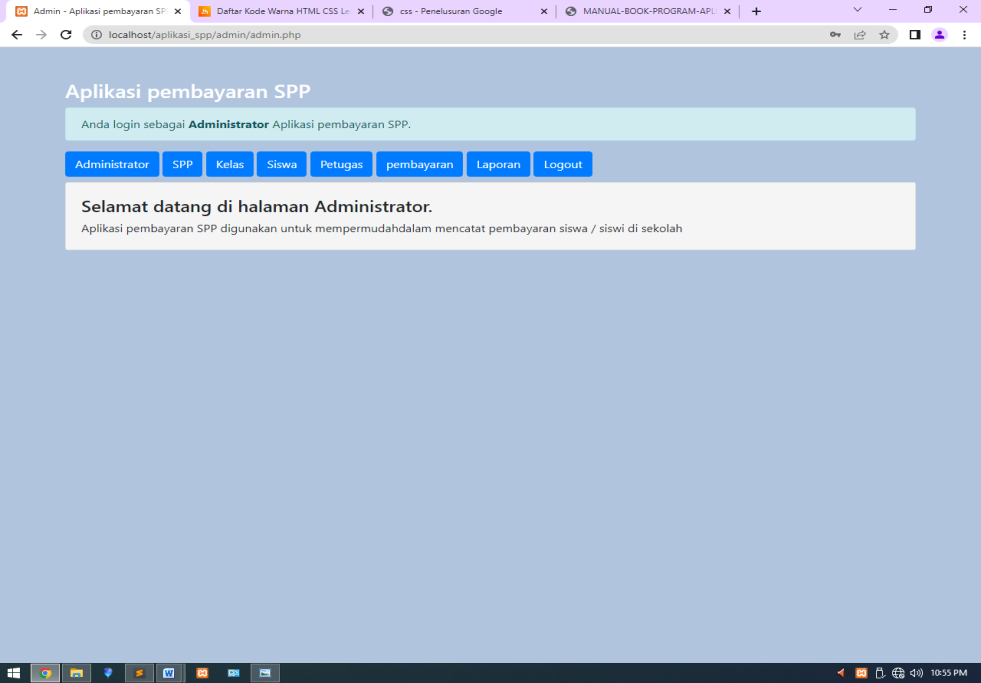 Admin - Aplikasi pembayaran SP
Daftar Kode Warna HTML CSS Le
css - Penelusuran Google
MANUAL-BOOK-PROGRAM-APL
localhost/aplikasi_spp/admin/admin.php
Aplikasi pembayaran SPP
Anda login sebagai Administrator Aplikasi pembayaran SPP.
Administrator SPP Kelas Siswa Petugas pembayaran Laporan Logout
Selamat datang di halaman Administrator.
Aplikasi pembayaran SPP digunakan untuk mempermudahdalam mencatat pembayaran siswa / siswi di sekolah
10:55 PM